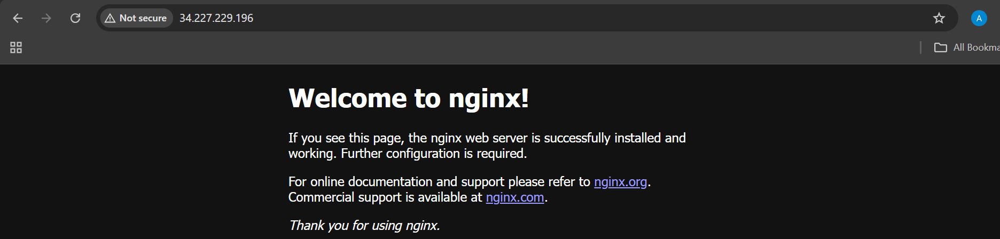 Not secure
34.227.229.196
A
All Bookma
Welcome to nginx!
If you see this page, the nginx web server is successfully installed and
working. Further configuration is required.
For online documentation and support please refer to nginx.org.
Commercial support is available at nginx.com.
Thank you for using nginx.